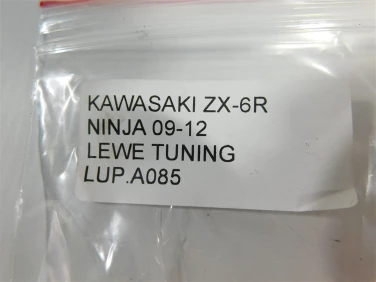 KAWASAKI ZX-6R
NINJA 09-12
LEWE TUNING
LUP.A085